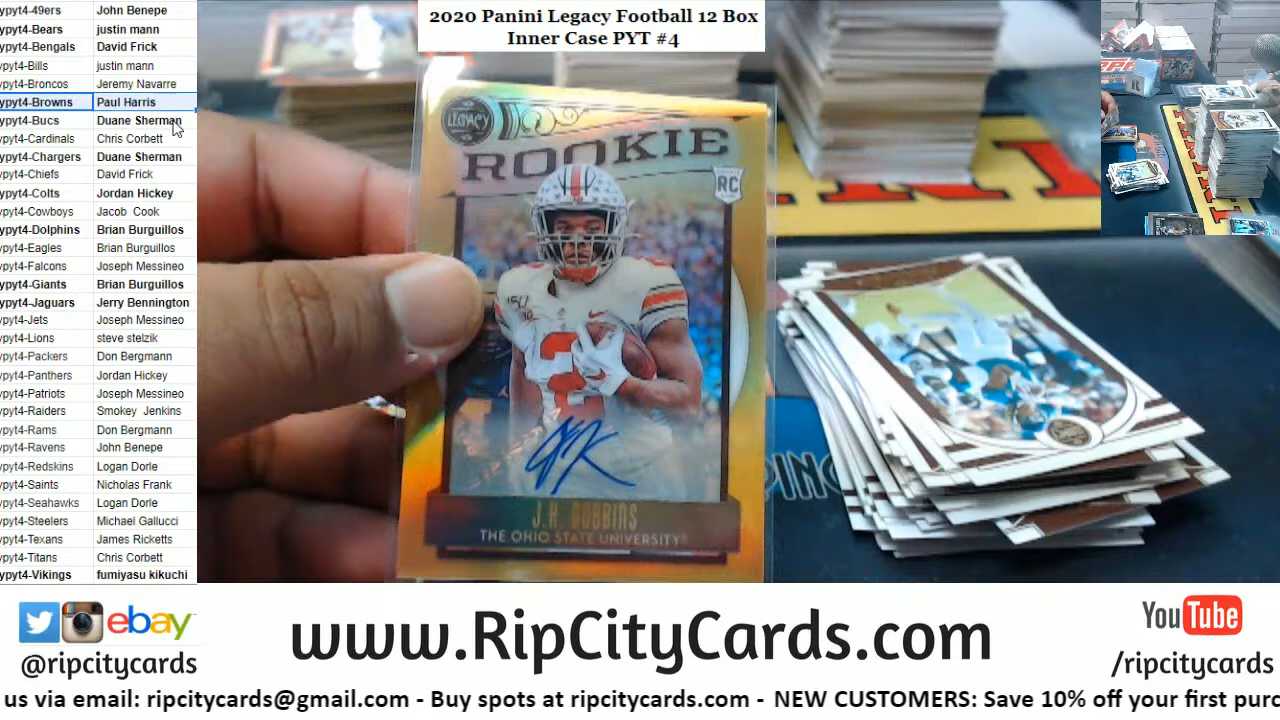 2020 Panini Legacy Football 12 Box
Inner Case PYT #4
ypyt4-49ers John Benepe
ypyt4-Bears justin mann
ypyt4-Bengals David Frick
ypyt4-Bills justin mann
ypyt4-Broncos Jeremy Navarre
ypyt4-Browns Paul Harris
ypyt4-Bucs Duane Sherman
ypyt4-Cardinals Chris Corbett
ypyt4-Chargers Duane Sherman
ypyt4-Chiefs David Frick
ypyt4-Colts Jordan Hickey
ypyt4-Cowboys Jacob Cook
ypyt4-Dolphins Brian Burguillos
ypyt4-Eagles Brian Burguillos
ypyt4-Falcons Joseph Messineo
ypyt4-Giants Brian Burguillos
ypyt4-Jaguars Jerry Bennington
ypyt4-Jets Joseph Messineo
ypyt4-Lions steve stelzik
ypyt4-Packers Don Bergmann
ypyt4-Panthers Jordan Hickey
ypyt4-Patriots Joseph Messineo
ypyt4-Raiders Smokey Jenkins
ypyt4-Rams Don Bergmann
ypyt4-Ravens John Benepe
ypyt4-Redskins Logan Dorle
ypyt4-Saints Nicholas Frank
ypyt4-Seahawks Logan Dorle
ypyt4-Steelers Michael Gallucci
ypyt4-Texans James Ricketts
ypyt4-Titans Chris Corbett
ypyt4-Vikings fumiyasu kikuchi
LEGACY
ROOKIE
RC
2
J.K. DOBBINS
THE OHIO STATE UNIVERSITY
ebay
@ripcitycards
www.RipCityCards.com
YouTube
/ripcitycards
us via email: ripcitycards@gmail.com - Buy spots at ripcitycards.com - NEW CUSTOMERS: Save 10% off your first purc